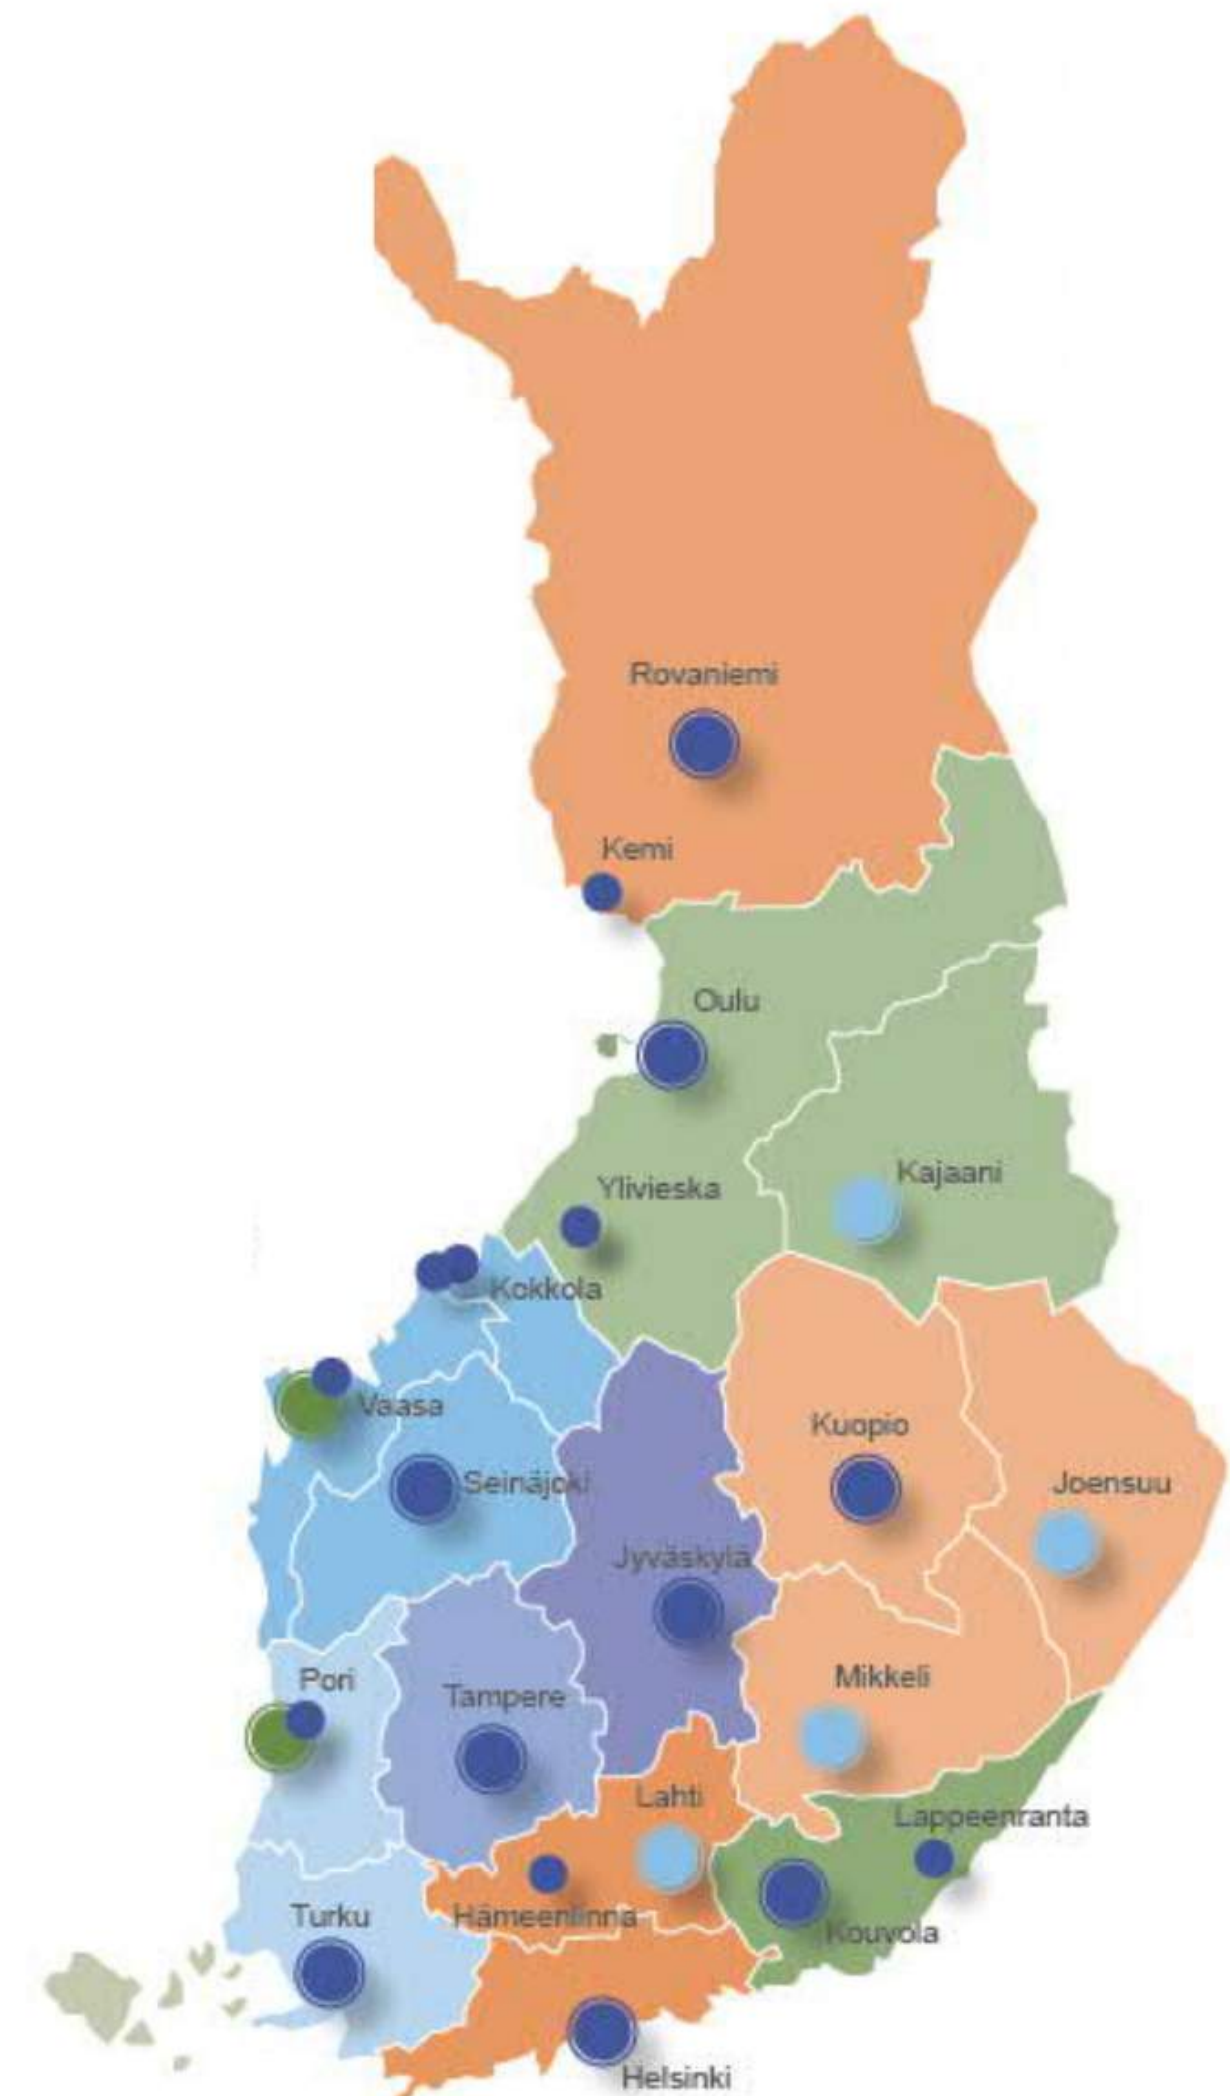 Rovaniemi
Kemi
Oulu
Kajaani
Ylivieska
Kokkola
Vaasa
Kuopio
Seinäjoki
Joensuu
Jyväskylä
Mikkeli
Pori
Tampere
Lahti
Lappeenranta
Turku
Hämeenlinna
Kouvola
Helsinki